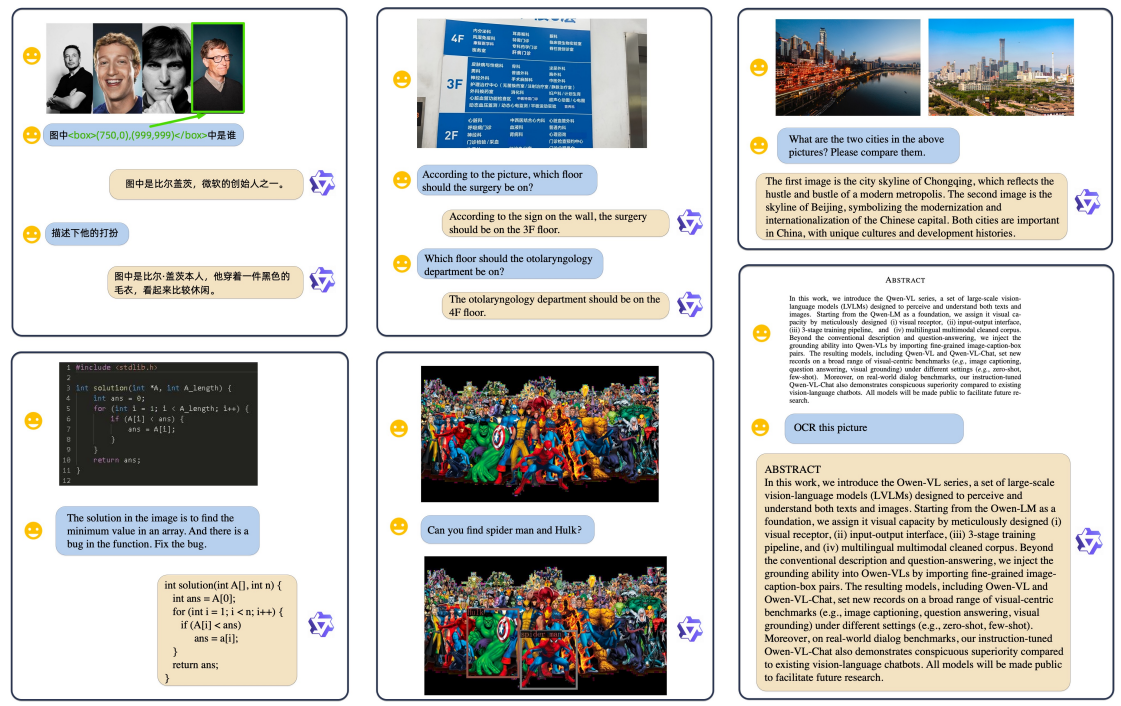 图中<box>(750,0),(999,999)</box>中是谁
图中是比尔盖茨，微软的创始人之一。
描述下他的打扮
图中是比尔·盖茨本人，他穿着一件黑色的
毛衣，看起来比较休闲。
4F
内分泌科
3F
2F
心脏科
According to the picture, which floor
should the surgery be on?
According to the sign on the wall, the surgery
should be on the 3F floor.
Which floor should the otolaryngology
department be on?
The otolaryngology department should be on the
4F floor.
What are the two cities in the above
pictures? Please compare them.
The first image is the city skyline of Chongqing, which reflects the
hustle and bustle of a modern metropolis. The second image is the
skyline of Beijing, symbolizing the modernization and
internationalization of the Chinese capital. Both cities are important
in China, with unique cultures and development histories.
1 #include <stdlib.h>
2
3 int solution(int *A, int A_length) {
4 int ans = 0;
5 for (int i = 1; i < A_length; i++) {
6 if (A[i] < ans) {
7 ans = A[i];
8 }
9 }
10 return ans;
11 }
12
The solution in the image is to find the
minimum value in an array. And there is a
bug in the function. Fix the bug.
int solution(int A[], int n) {
int ans = A[0];
for (int i = 1; i < n; i++) {
if (A[i] < ans)
ans = a[i];
}
return ans;
}
Can you find spider man and Hulk?
spider man
ABSTRACT
In this work, we introduce the Qwen-VL series, a set of large-scale vision-
language models (LVLMs) designed to perceive and understand both texts and
images. Starting from the Qwen-LM as a foundation, we assign it visual ca-
pacity by meticulously designed (i) visual receptor, (ii) input-output interface,
(iii) 3-stage training pipeline, and (iv) multilingual multimodal cleaned corpus.
Beyond the conventional description and question-answering, we inject the
grounding ability into Qwen-VLs by importing fine-grained image-caption-box
pairs. The resulting models, including Qwen-VL and Qwen-VL-Chat, set new
records on a broad range of visual-centric benchmarks (e.g., image captioning,
question answering, visual grounding) under different settings (e.g., zero-shot,
few-shot). Moreover, on real-world dialog benchmarks, our instruction-tuned
Qwen-VL-Chat also demonstrates conspicuous superiority compared to existing
vision-language chatbots. All models will be made public to facilitate future re-
search.
OCR this picture
ABSTRACT
In this work, we introduce the Owen-VL series, a set of large-scale
vision-language models (LVLMs) designed to perceive and
understand both texts and images. Starting from the Owen-LM as a
foundation, we assign it visual capacity by meticulously designed (i)
visual receptor, (ii) input-output interface, (iii) 3-stage training
pipeline, and (iv) multilingual multimodal cleaned corpus. Beyond
the conventional description and question-answering, we inject the
grounding ability into Owen-VLs by importing fine-grained image-
caption-box pairs. The resulting models, including Owen-VL and
Owen-VL-Chat, set new records on a broad range of visual-centric
benchmarks (e.g., image captioning, question answering, visual
grounding) under different settings (e.g., zero-shot, few-shot).
Moreover, on real-world dialog benchmarks, our instruction-tuned
Owen-VL-Chat also demonstrates conspicuous superiority compared
to existing vision-language chatbots. All models will be made public
to facilitate future research.